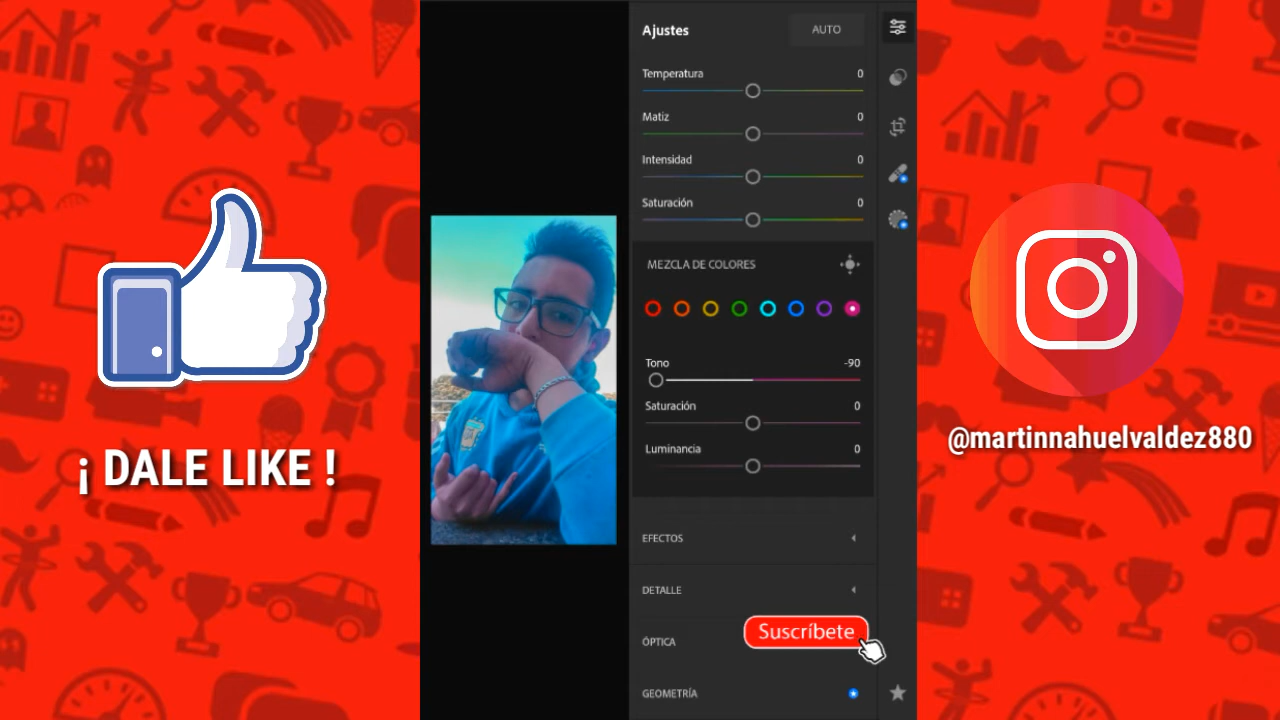 ¡ DALE LIKE !
Ajustes
AUTO
Temperatura 0
Matiz 0
Intensidad 0
Saturación 0
MEZCLA DE COLORES
Tono -90
Saturación 0
Luminancia 0
EFECTOS
DETALLE
ÓPTICA
Suscríbete
GEOMETRÍA
@martinnahuelvaldez880